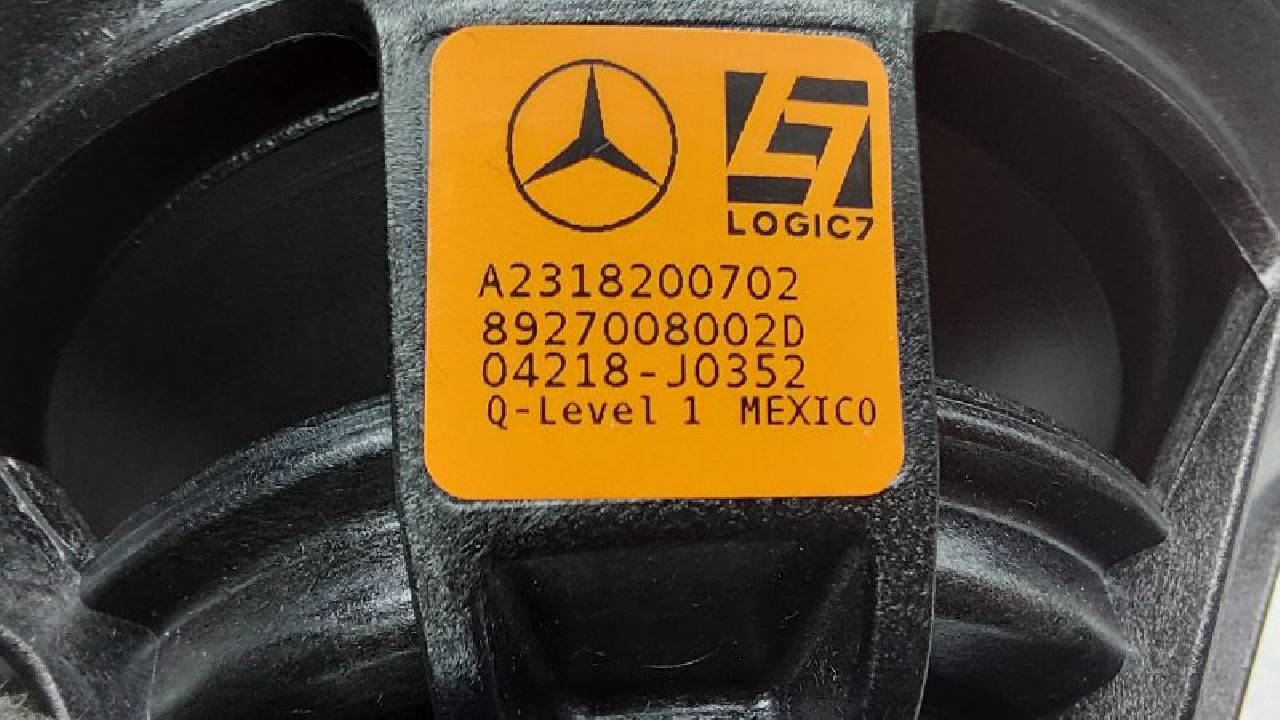 LOGIC7
A2318200702
8927008002D
04218-J0352
Q-Level 1 MEXICO